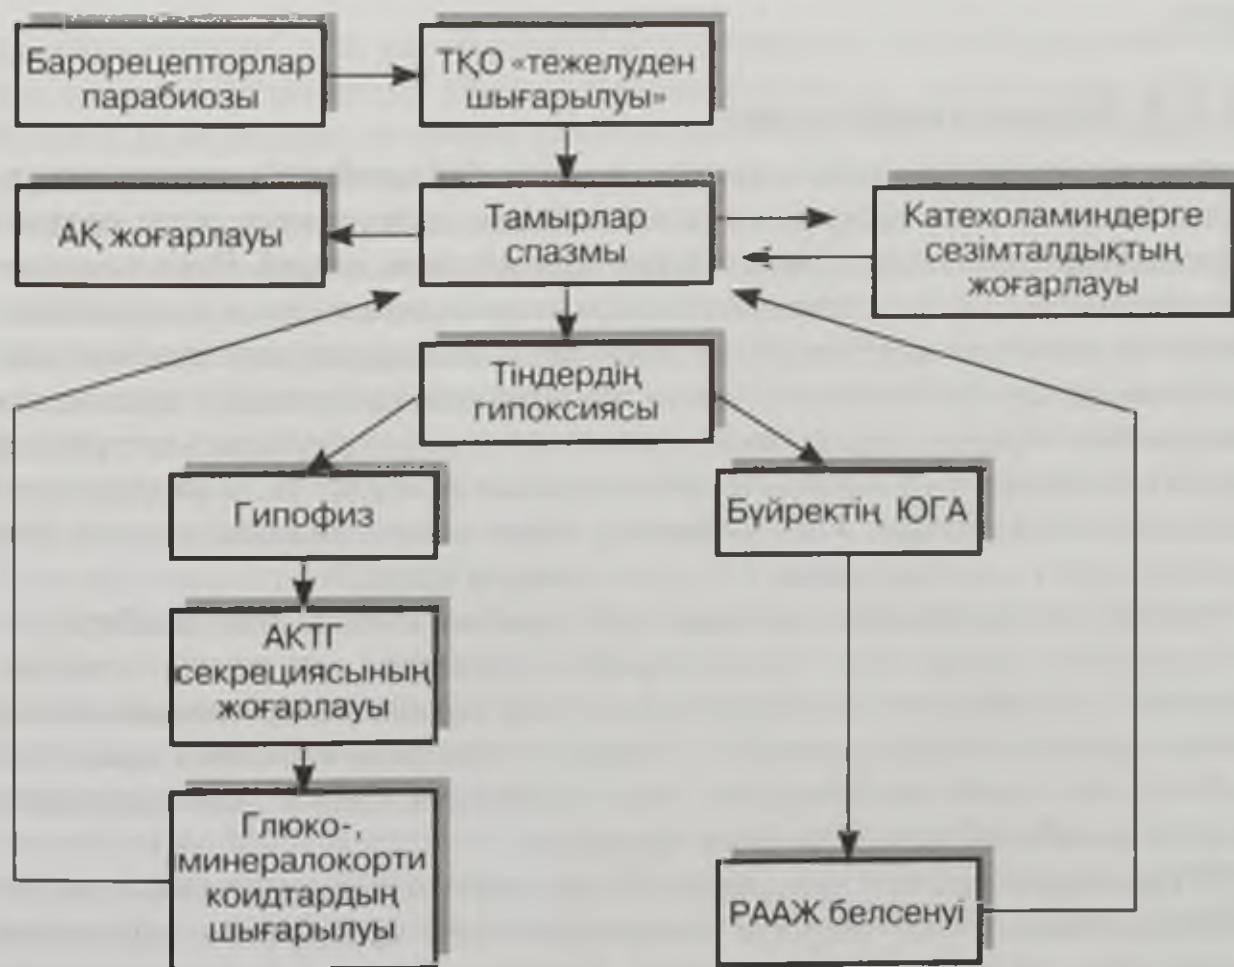 Барорецепторлар
парабиозы
ТҚО «тежелуден
шығарылуы»
АҚ жоғарлауы
Тамырлар
спазмы
Катехоламиндерге
сезімталдықтың
жоғарлауы
Тіндердің
гипоксиясы
Гипофиз
Бүйректің ЮГА
АКТГ
секрециясының
жоғарлауы
Глюко-,
минералокорти
коидтардың
шығарылуы
РААЖ белсенуі